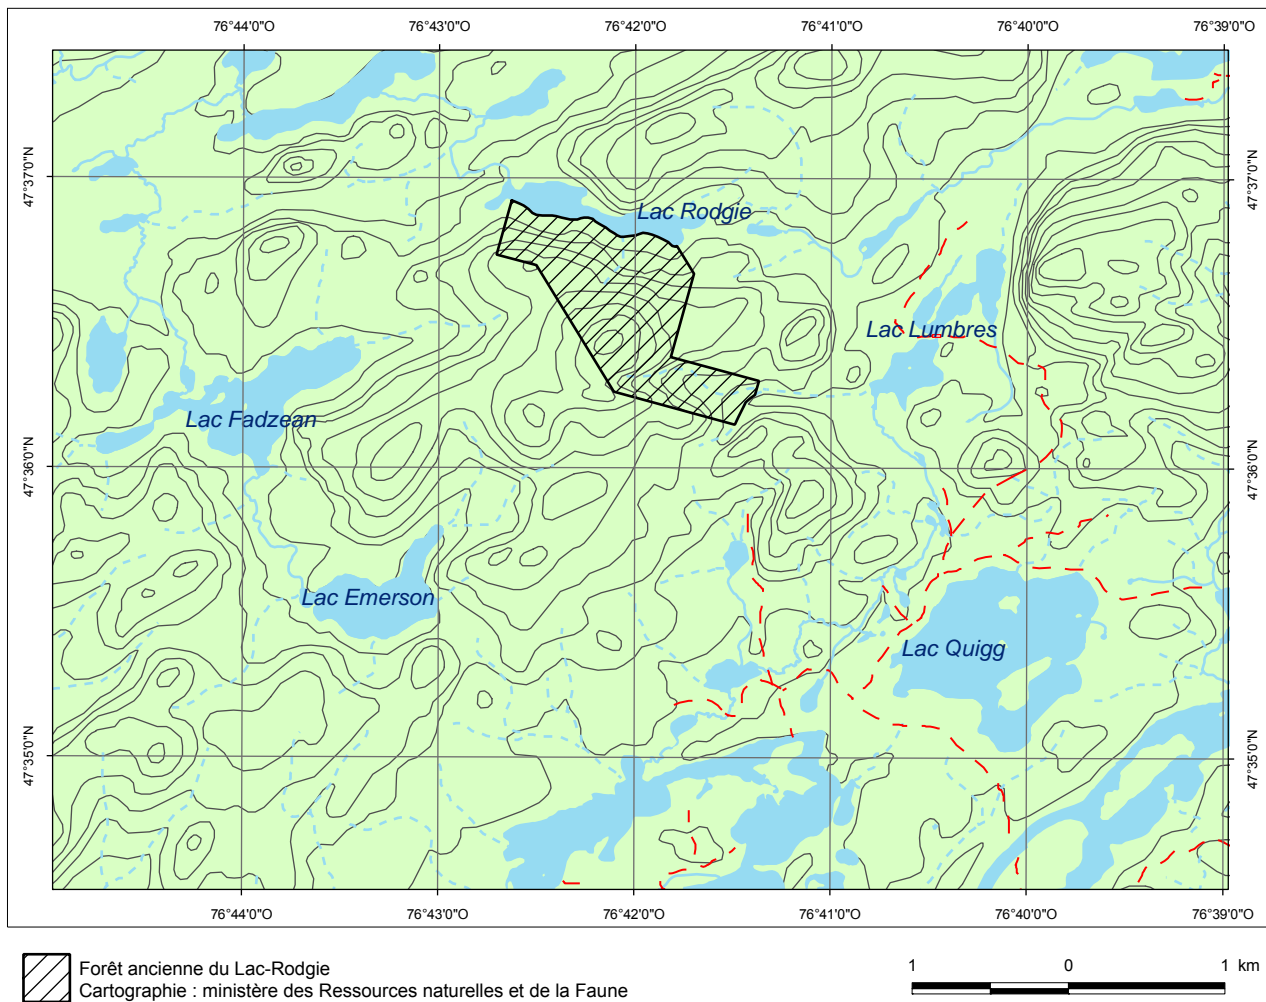 76°44'0"O 76°43'0"O 76°42'0"O 76°41'0"O 76°40'0"O 76°39'0"O
47°37'0"N 47°37'0"N
Lac Rodgie
Lac Lumbres
Lac Fadzean
47°36'0"N 47°36'0"N
Lac Emerson
Lac Quigg
47°35'0"N 47°35'0"N
76°44'0"O 76°43'0"O 76°42'0"O 76°41'0"O 76°40'0"O 76°39'0"O
Forêt ancienne du Lac-Rodgie
Cartographie : ministère des Ressources naturelles et de la Faune
1 0 1 km